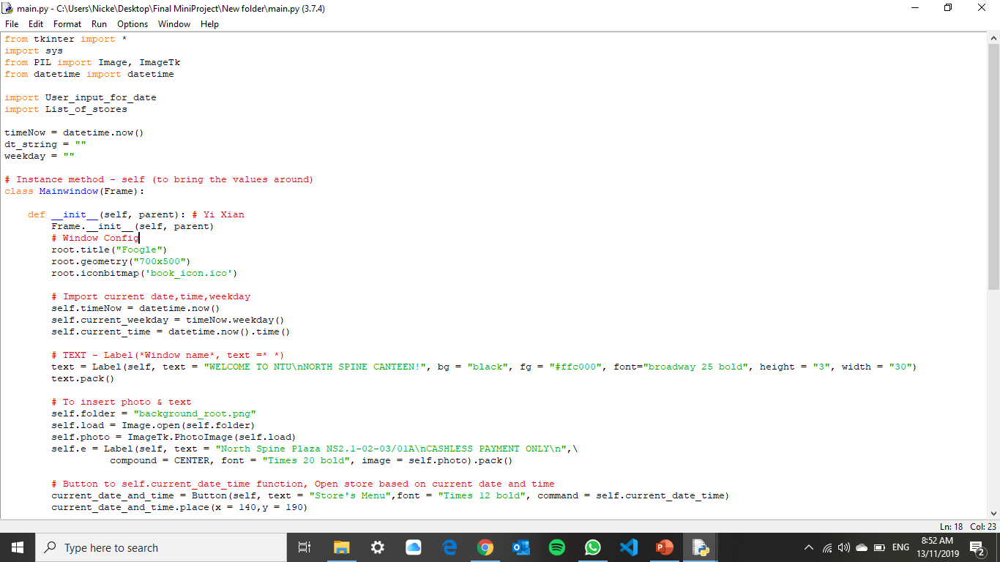 main.py - C:\Users\Nicke\Desktop\Final MiniProject\New folder\main.py (3.7.4)
File Edit Format Run Options Window Help
from tkinter import *
import sys
from PIL import Image, ImageTk
from datetime import datetime

import User_input_for_date
import List_of_stores

timeNow = datetime.now()
dt_string = ""
weekday = ""

# Instance method - self (to bring the values around)
class Mainwindow(Frame):

    def __init__(self, parent): # Yi Xian
        Frame.__init__(self, parent)
        # Window Config
        root.title("Foogle")
        root.geometry("700x500")
        root.iconbitmap('book_icon.ico')

        # Import current date,time,weekday
        self.timeNow = datetime.now()
        self.current_weekday = timeNow.weekday()
        self.current_time = datetime.now().time()

        # TEXT - Label(*Window name*, text =* *)
        text = Label(self, text = "WELCOME TO NTU\nNORTH SPINE CANTEEN!", bg = "black", fg = "#ffc000", font="broadway 25 bold", height = "3", width = "30")
        text.pack()

        # To insert photo & text
        self.folder = "background_root.png"
        self.load = Image.open(self.folder)
        self.photo = ImageTk.PhotoImage(self.load)
        self.e = Label(self, text = "North Spine Plaza NS2.1-02-03/01A\nCASHLESS PAYMENT ONLY\n",\
                  compound = CENTER, font = "Times 20 bold", image = self.photo).pack()

        # Button to self.current_date_time function, Open store based on current date and time
        current_date_and_time = Button(self, text = "Store's Menu",font = "Times 12 bold", command = self.current_date_time)
        current_date_and_time.place(x = 140,y = 190)
Ln: 18 Col: 23
Type here to search
ENG
8:52 AM
13/11/2019
2